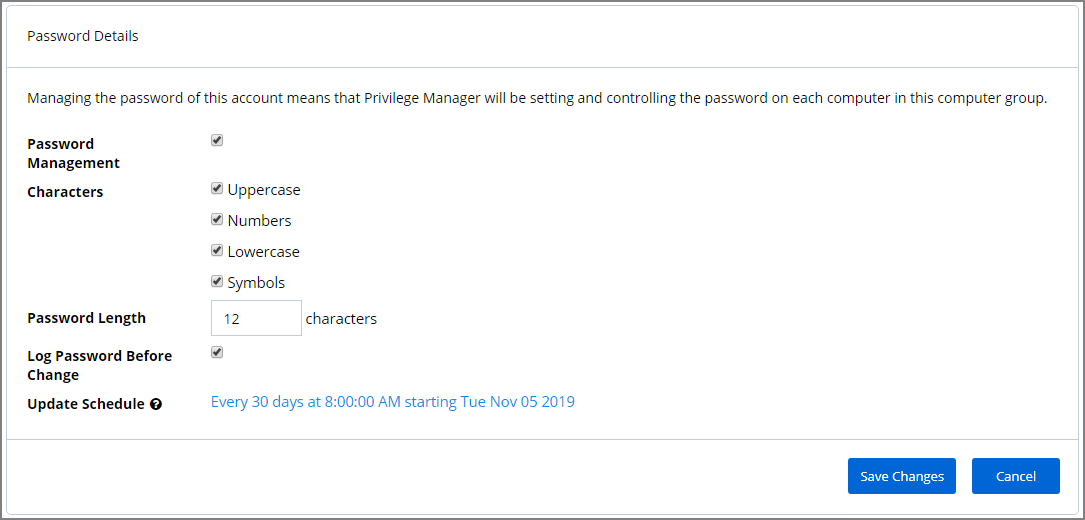 Password Details
Managing the password of this account means that Privilege Manager will be setting and controlling the password on each computer in this computer group.
Password
Management
Characters
Uppercase
Numbers
Lowercase
Symbols
Password Length
12 characters
Log Password Before
Change
Update Schedule ?
Every 30 days at 8:00:00 AM starting Tue Nov 05 2019
Save Changes
Cancel